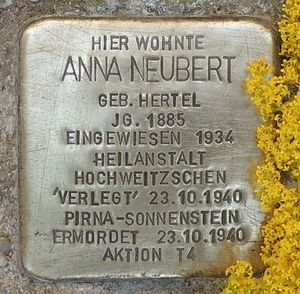 HIER WOHNTE
ANNA NEUBERT
GEB. HERTEL
JG. 1885
EINGEWIESEN 1934
HEILANSTALT
HOCHWEITZSCHEN
'VERLEGT' 23.10.1940
PIRNA-SONNENSTEIN
ERMORDET 23.10.1940
AKTION T4